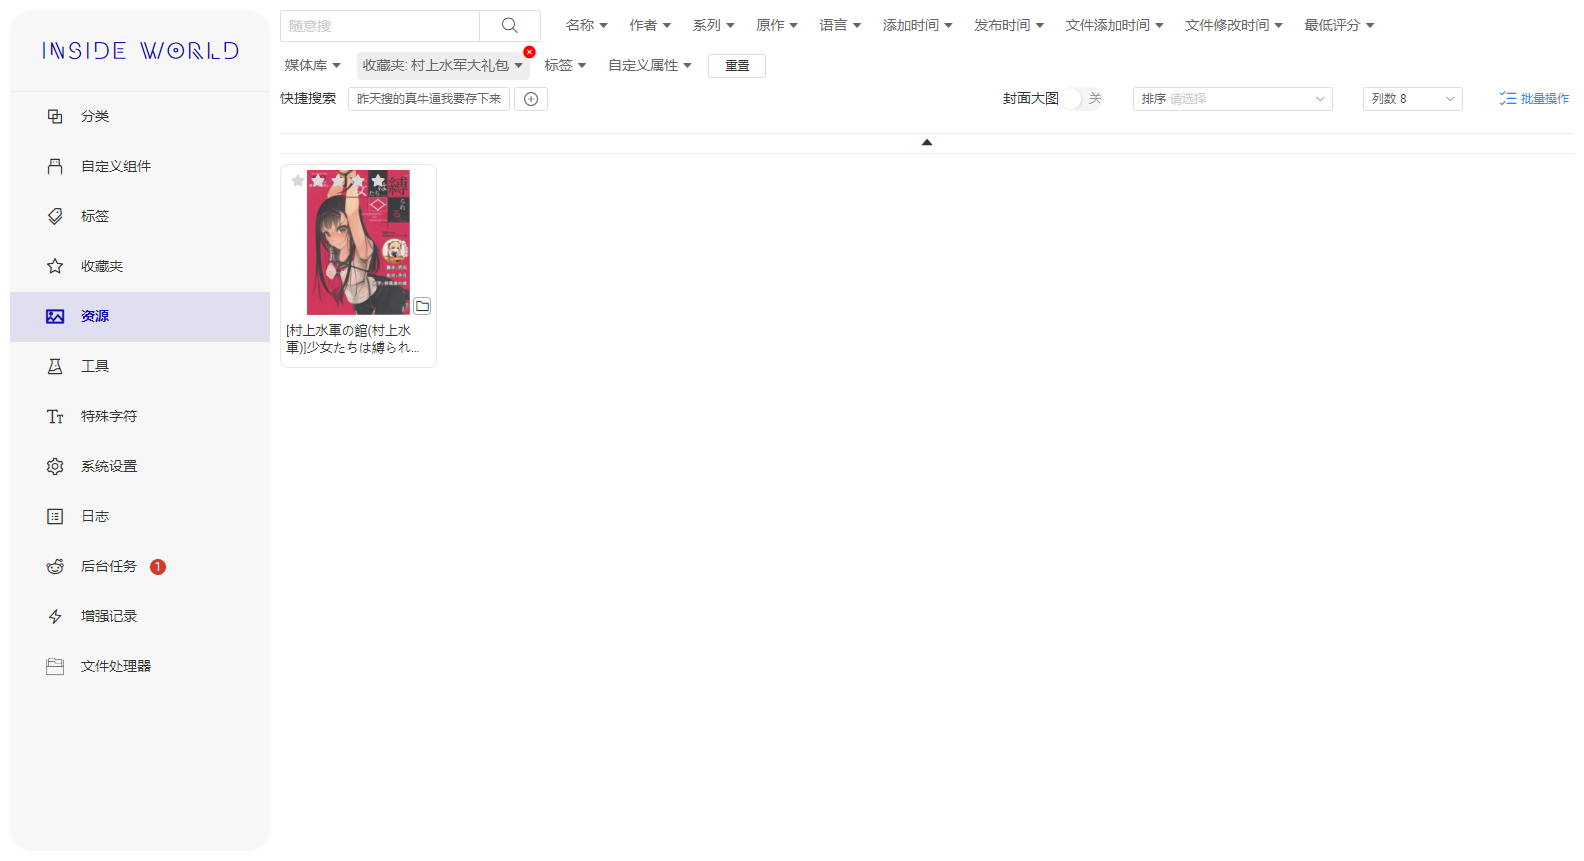 INSIDE WORLD
分类
自定义组件
标签
收藏夹
资源
工具
特殊字符
系统设置
日志
后台任务 1
增强记录
文件处理器
随意搜
名称 作者 系列 原作 语言 添加时间 发布时间 文件添加时间 文件修改时间 最低评分
媒体库 收藏夹: 村上水军大礼包 标签 自定义属性 重置
快捷搜索 昨天搜的真牛逼我要存下来 封面大图 关 排序 请选择 列数 8 批量操作
縛
られ
る
[村上水軍の館(村上水
軍)]少女たちは縛られ...